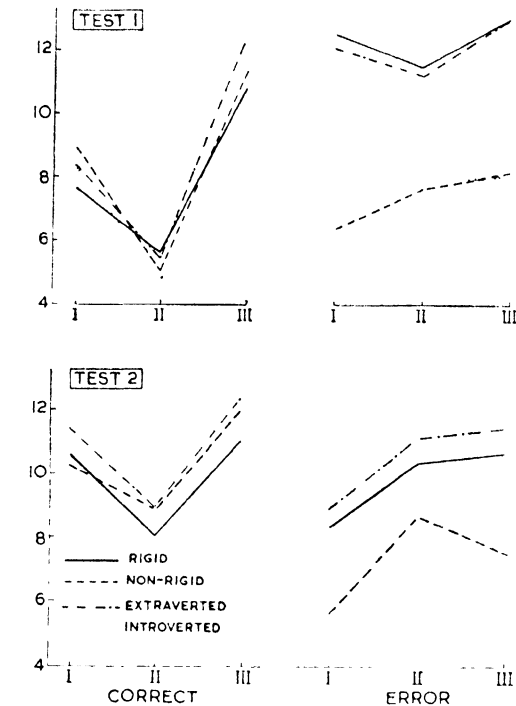 TEST 1
12
10
8
6
4
I II III
I II III
TEST 2
12
10
8
6
4
RIGID
NON-RIGID
EXTRAVERTED
INTROVERTED
I II III
I II III
CORRECT
ERROR